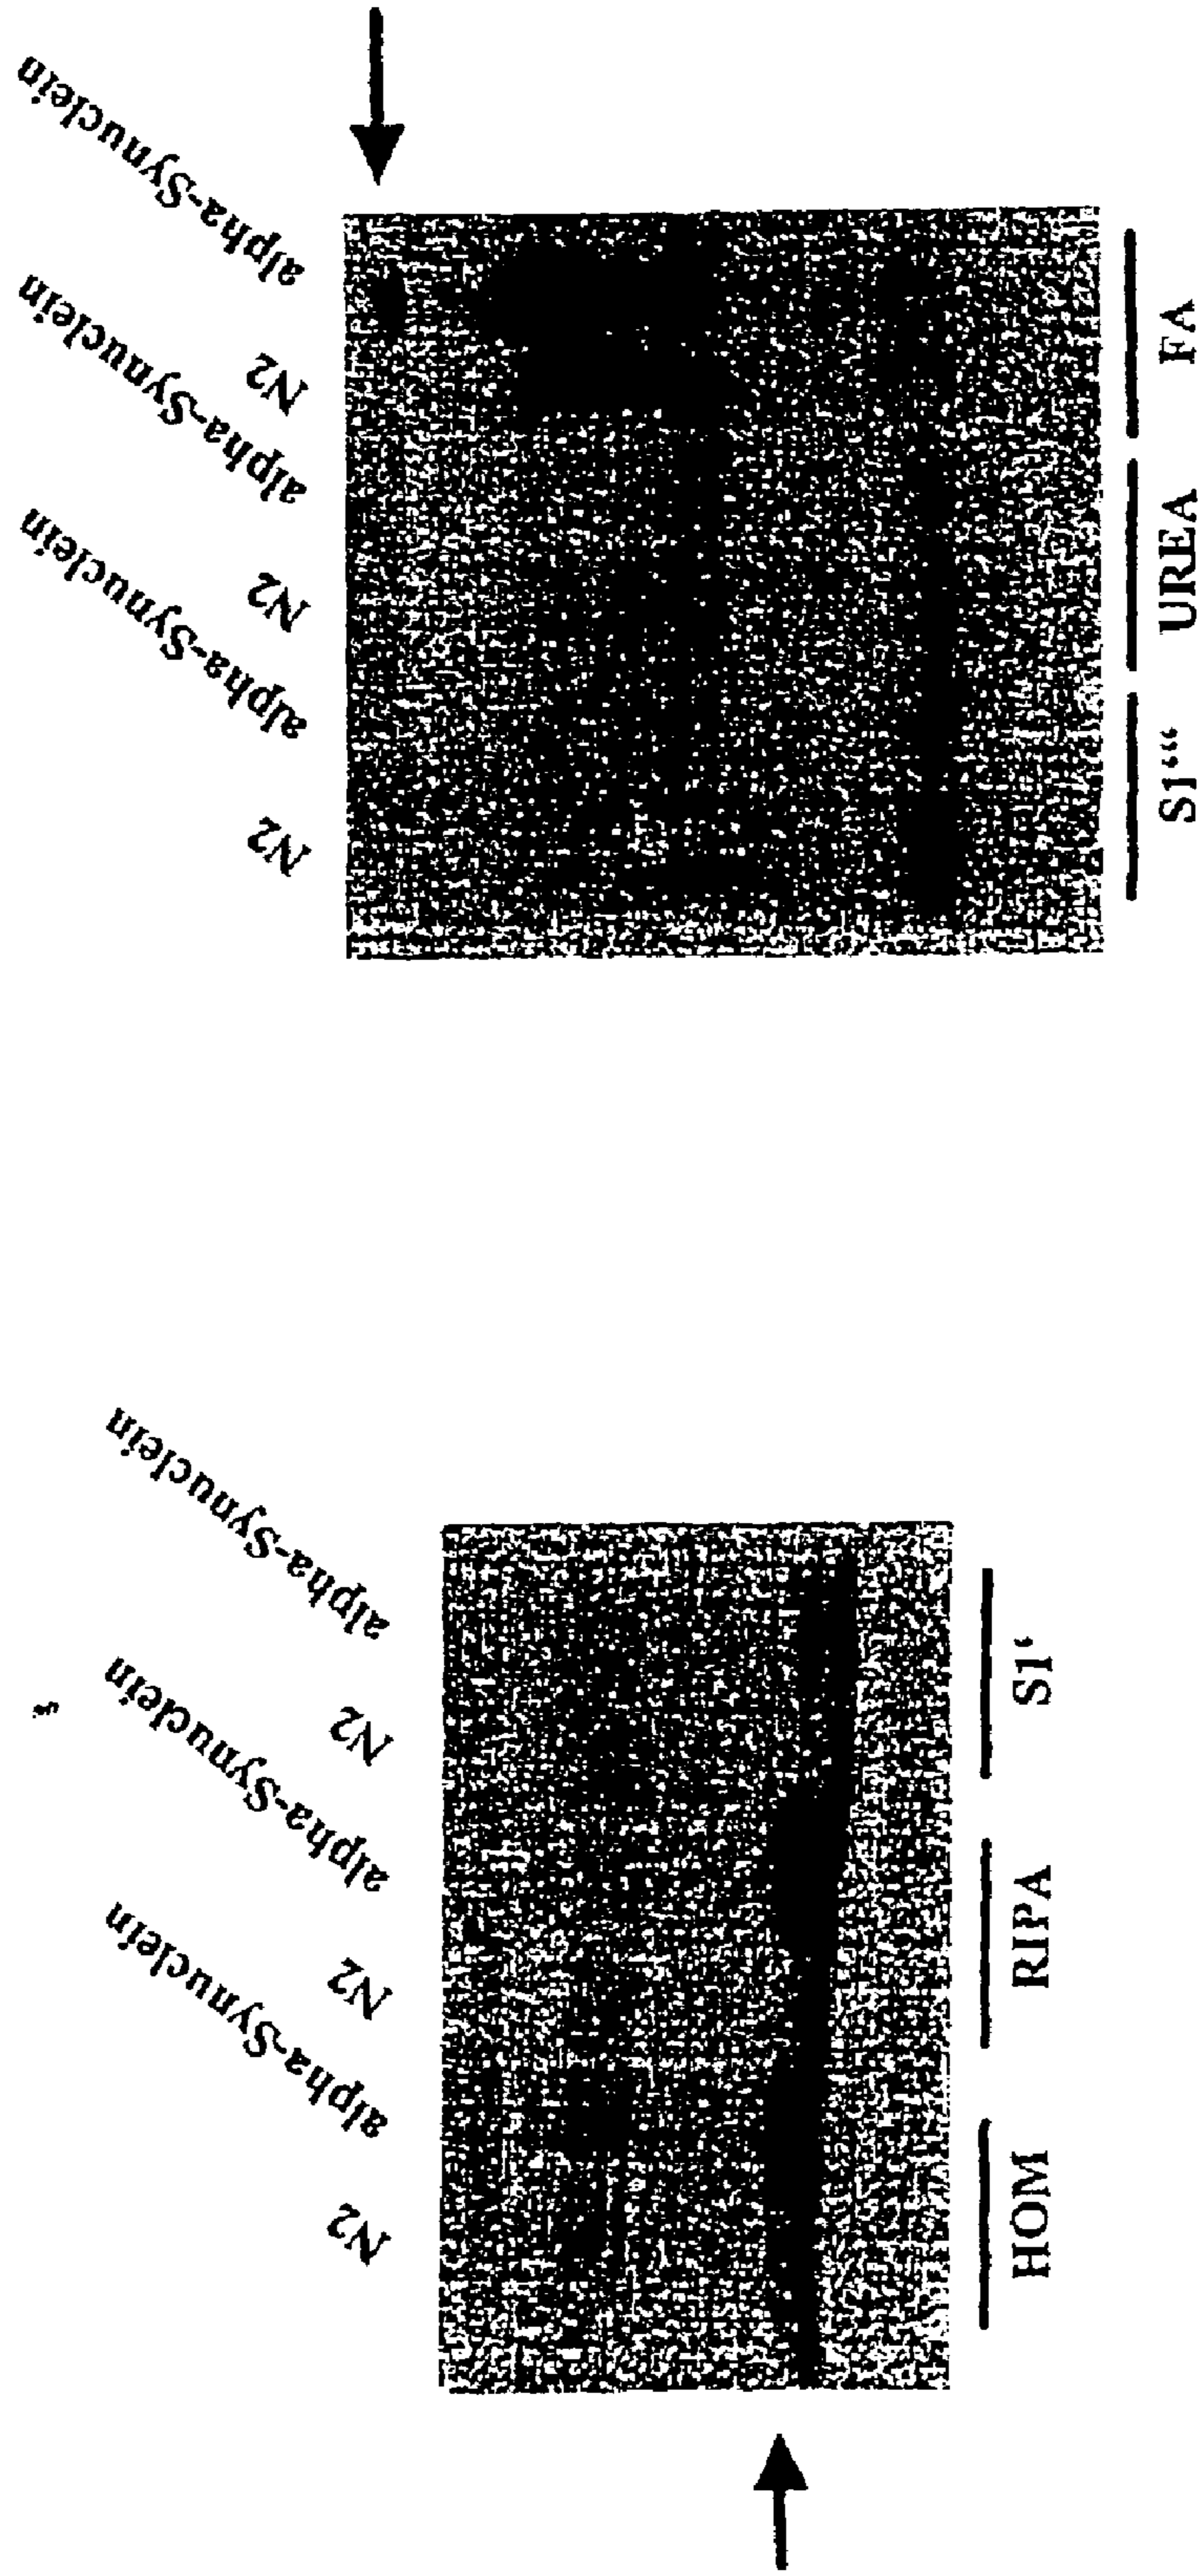 N2
alpha-Synuclein
N2
alpha-Synuclein
N2
alpha-Synuclein
HOM
RIPA
S1‘
N2
alpha-Synuclein
N2
alpha-Synuclein
N2
alpha-Synuclein
S1““
UREA
FA